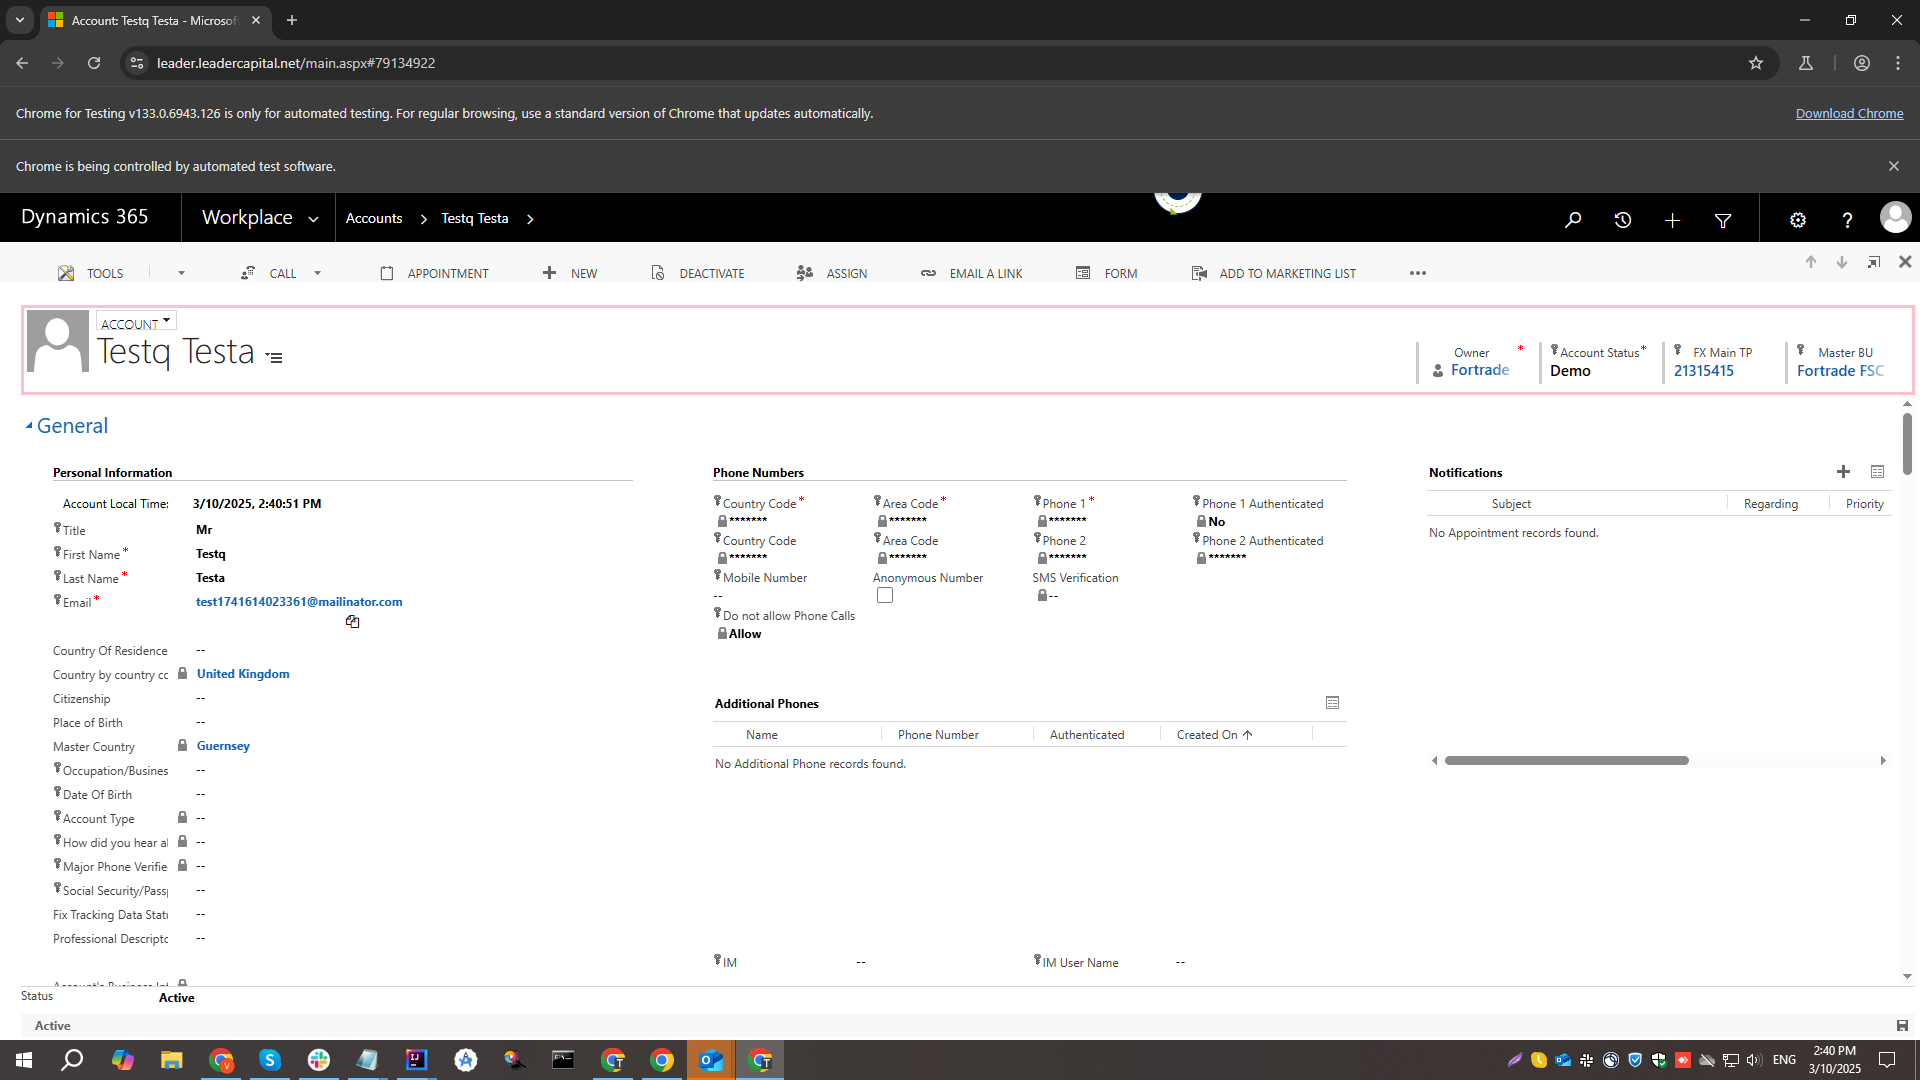 Account: Testq Testa - Microsof
leader.leadercapital.net/main.aspx#79134922
Chrome for Testing v133.0.6943.126 is only for automated testing. For regular browsing, use a standard version of Chrome that updates automatically.
Download Chrome
Chrome is being controlled by automated test software.
Dynamics 365
Workplace
Accounts
Testq Testa
TOOLS
CALL
APPOINTMENT
NEW
DEACTIVATE
ASSIGN
EMAIL A LINK
FORM
ADD TO MARKETING LIST
ACCOUNT
Testq Testa
Owner *
Fortrade
Account Status *
Demo
FX Main TP
21315415
Master BU
Fortrade FSC
General
Personal Information
Account Local Time: 3/10/2025, 2:40:51 PM
Title Mr
First Name * Testq
Last Name * Testa
Email * test1741614023361@mailinator.com
Country Of Residence --
Country by country cc United Kingdom
Citizenship --
Place of Birth --
Master Country Guernsey
Occupation/Busines --
Date Of Birth --
Account Type --
How did you hear a --
Major Phone Verifie --
Social Security/Pass --
Fix Tracking Data Stat --
Professional Descripto --
Phone Numbers
Country Code * Area Code * Phone 1 * Phone 1 Authenticated
******* ******* ******* No
Country Code Area Code Phone 2 Phone 2 Authenticated
******* ******* ******* *******
Mobile Number Anonymous Number SMS Verification
-- --
Do not allow Phone Calls
Allow
Additional Phones
Name Phone Number Authenticated Created On
No Additional Phone records found.
IM -- IM User Name --
Notifications
Subject Regarding Priority
No Appointment records found.
Status Active
Active
ENG
2:40 PM
3/10/2025